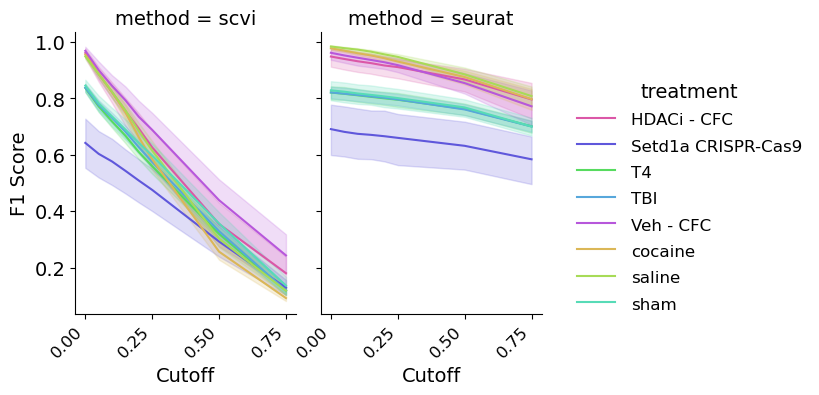 method = scvi
method = seurat
1.0
0.8
0.6
0.4
0.2
F1 Score
0.00
0.25
0.50
0.75
Cutoff
0.00
0.25
0.50
0.75
Cutoff
treatment
HDACi - CFC
Setd1a CRISPR-Cas9
T4
TBI
Veh - CFC
cocaine
saline
sham